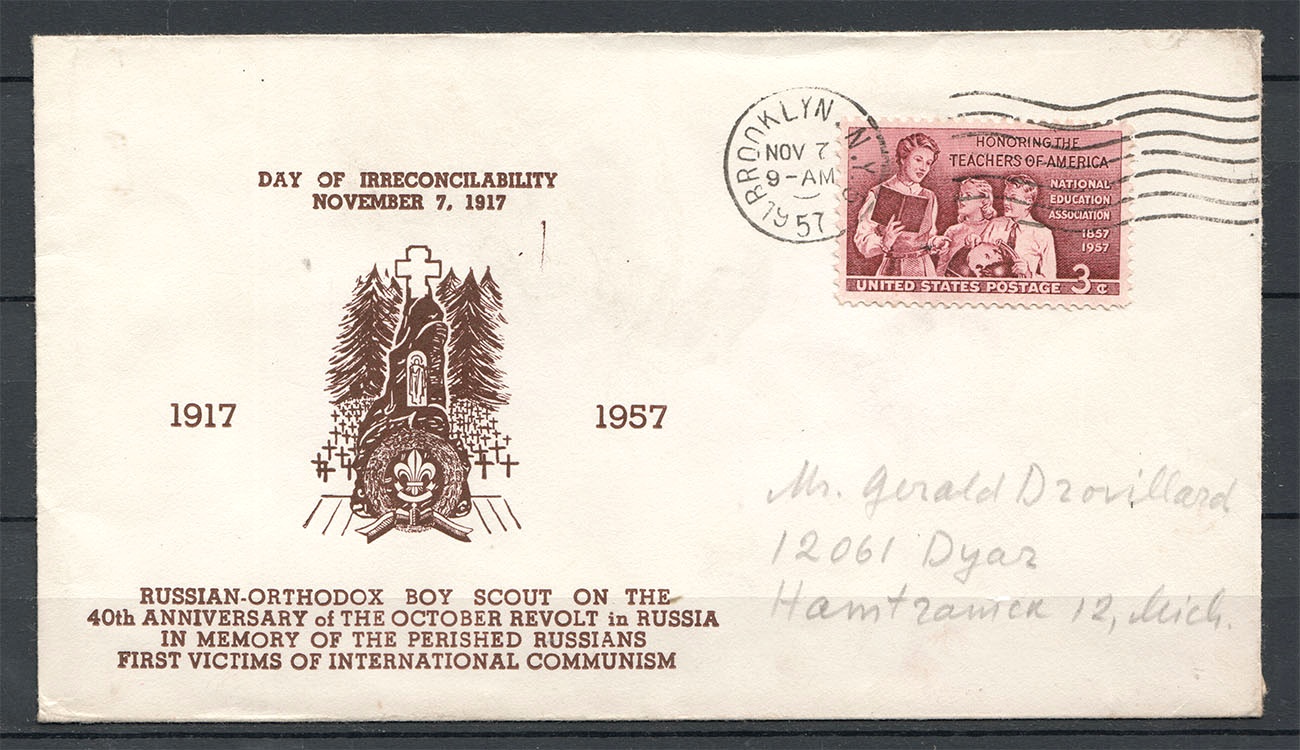 DAY OF IRRECONCILABILITY
NOVEMBER 7, 1917
1917
1957
RUSSIAN-ORTHODOX BOY SCOUT ON THE
40th ANNIVERSARY of THE OCTOBER REVOLT in RUSSIA
IN MEMORY OF THE PERISHED RUSSIANS
FIRST VICTIMS OF INTERNATIONAL COMMUNISM
BROOKLYN, N.Y.
NOV 7
9-AM
57
HONORING THE
TEACHERS OF AMERICA
NATIONAL
EDUCATION
ASSOCIATION
1857
1957
UNITED STATES POSTAGE 3¢
Mr. Gerald Drovillard
12061 Dyar
Hamtramck 12, Mich.